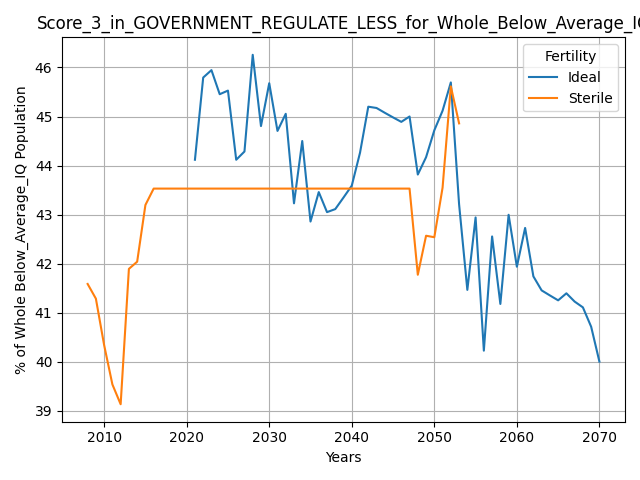 Score_3_in_GOVERNMENT_REGULATE_LESS_for_Whole_Below_Average_IQ
Fertility
Ideal
Sterile
% of Whole Below_Average_IQ Population
46
45
44
43
42
41
40
39
2010
2020
2030
2040
2050
2060
2070
Years